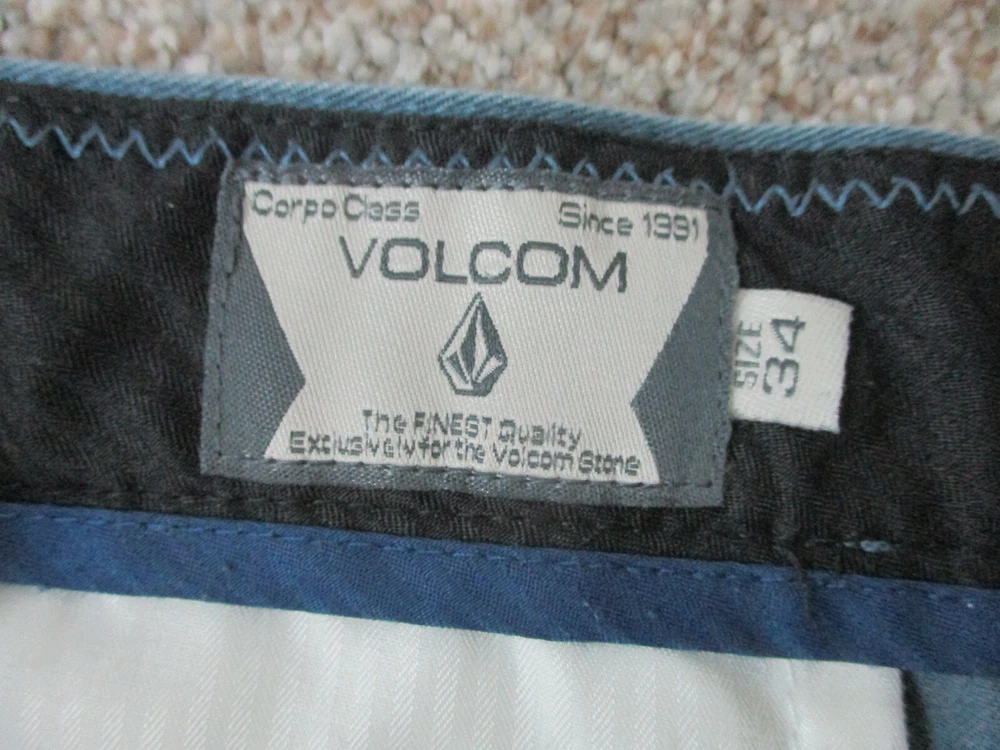 Corpo Class Since 1991
VOLCOM
The FINEST Quality
Exclusively for the Volcom Stone
SIZE
34